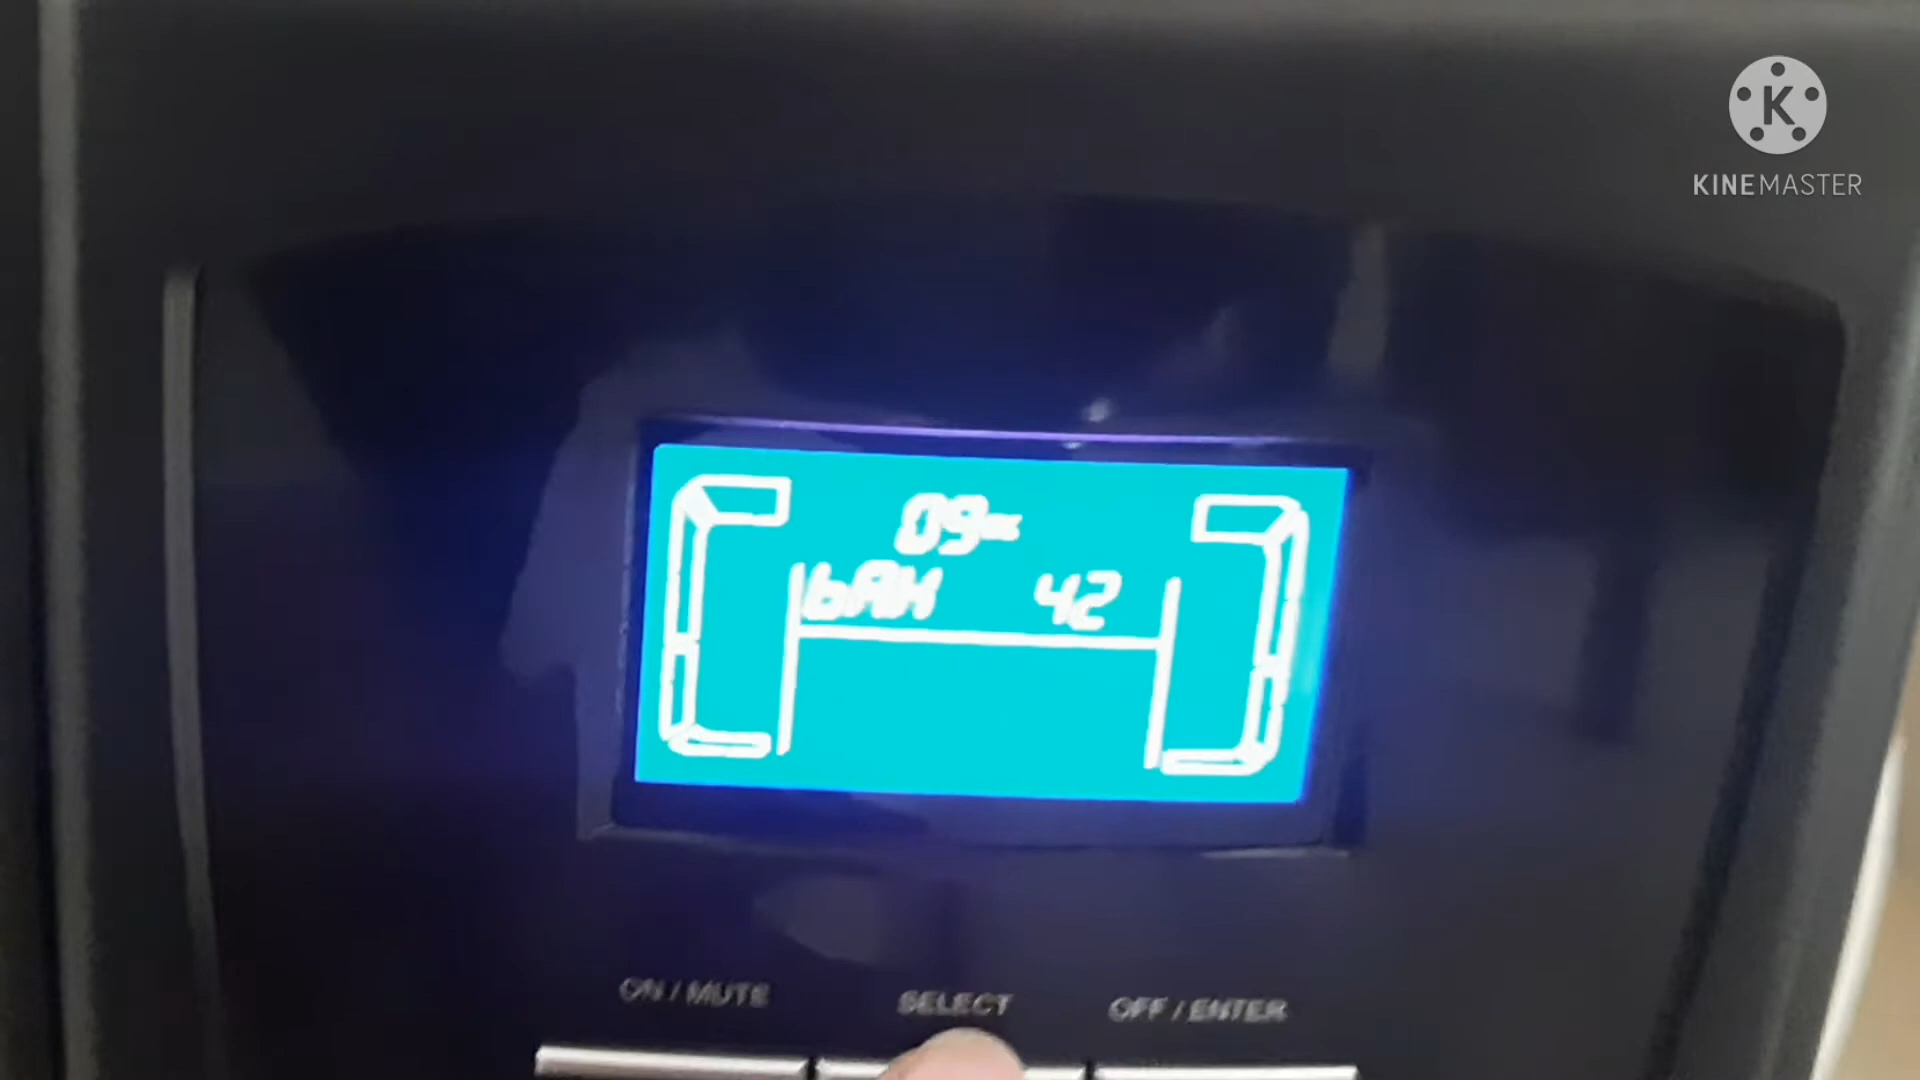 K
KINEMASTER
09
bAH 42
ON / MUTE
SELECT
OFF / ENTER